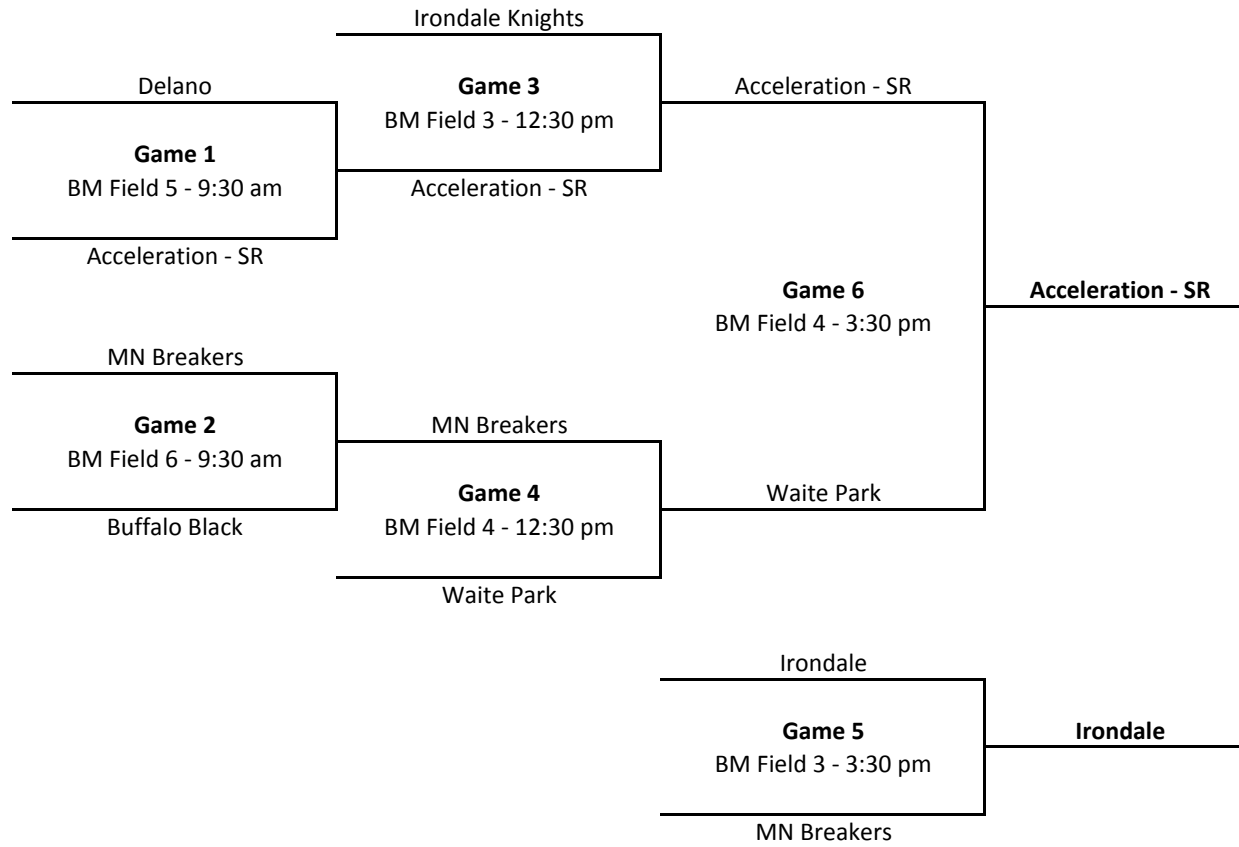 Irondale Knights
Delano
Game 3
BM Field 3 - 12:30 pm
Acceleration - SR
Game 1
BM Field 5 - 9:30 am
Acceleration - SR
Acceleration - SR
Game 6
BM Field 4 - 3:30 pm
Acceleration - SR
MN Breakers
Game 2
BM Field 6 - 9:30 am
MN Breakers
Buffalo Black
Game 4
BM Field 4 - 12:30 pm
Waite Park
Waite Park
Irondale
Game 5
BM Field 3 - 3:30 pm
Irondale
MN Breakers